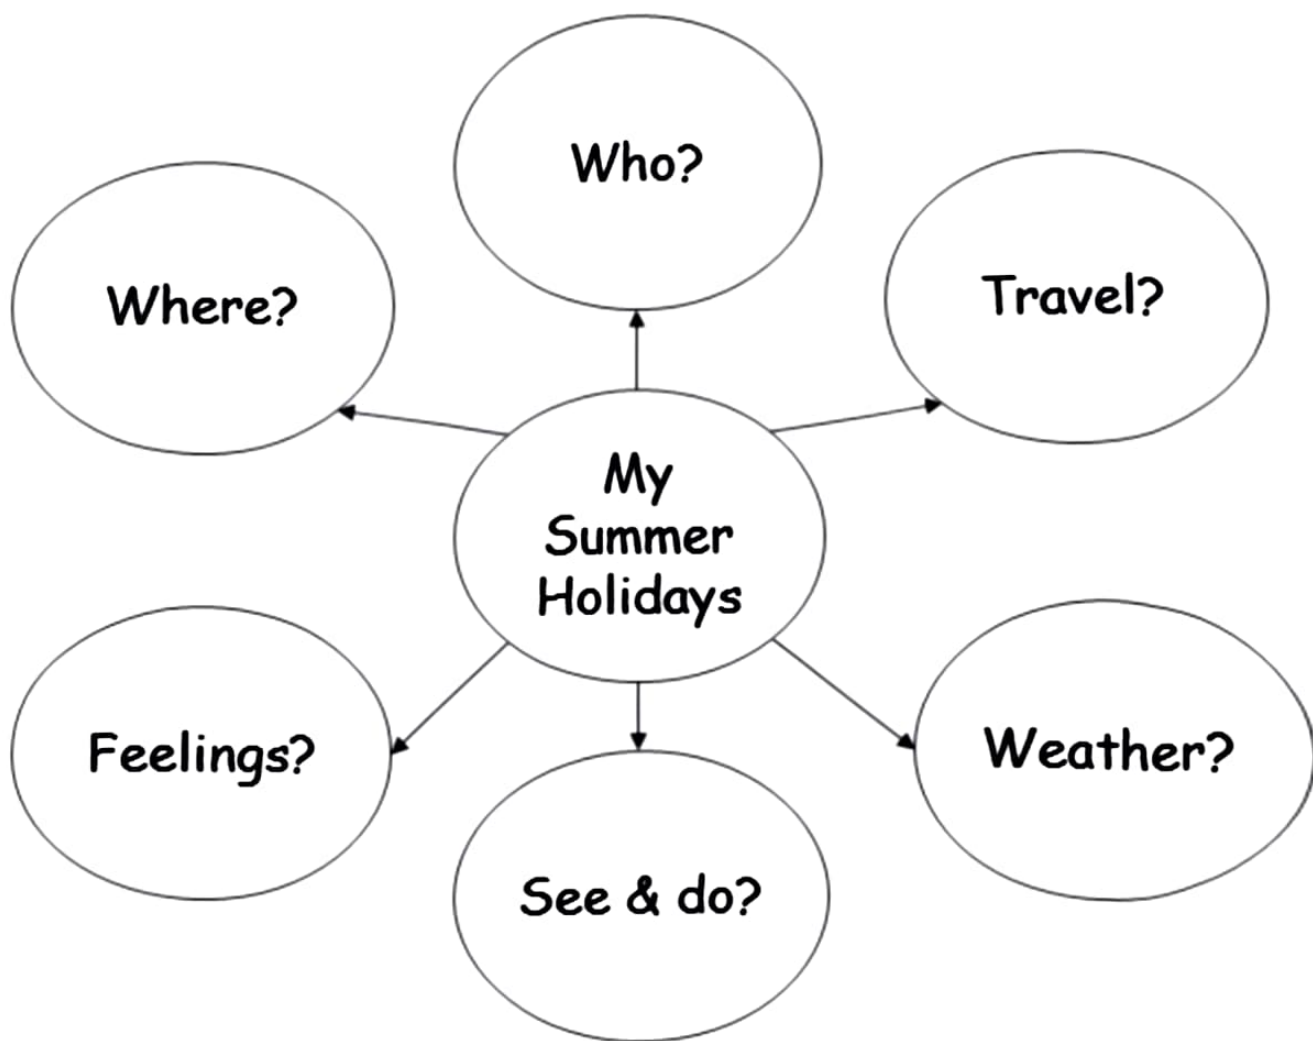 Who?
Where?
Travel?
My
Summer
Holidays
Feelings?
Weather?
See & do?